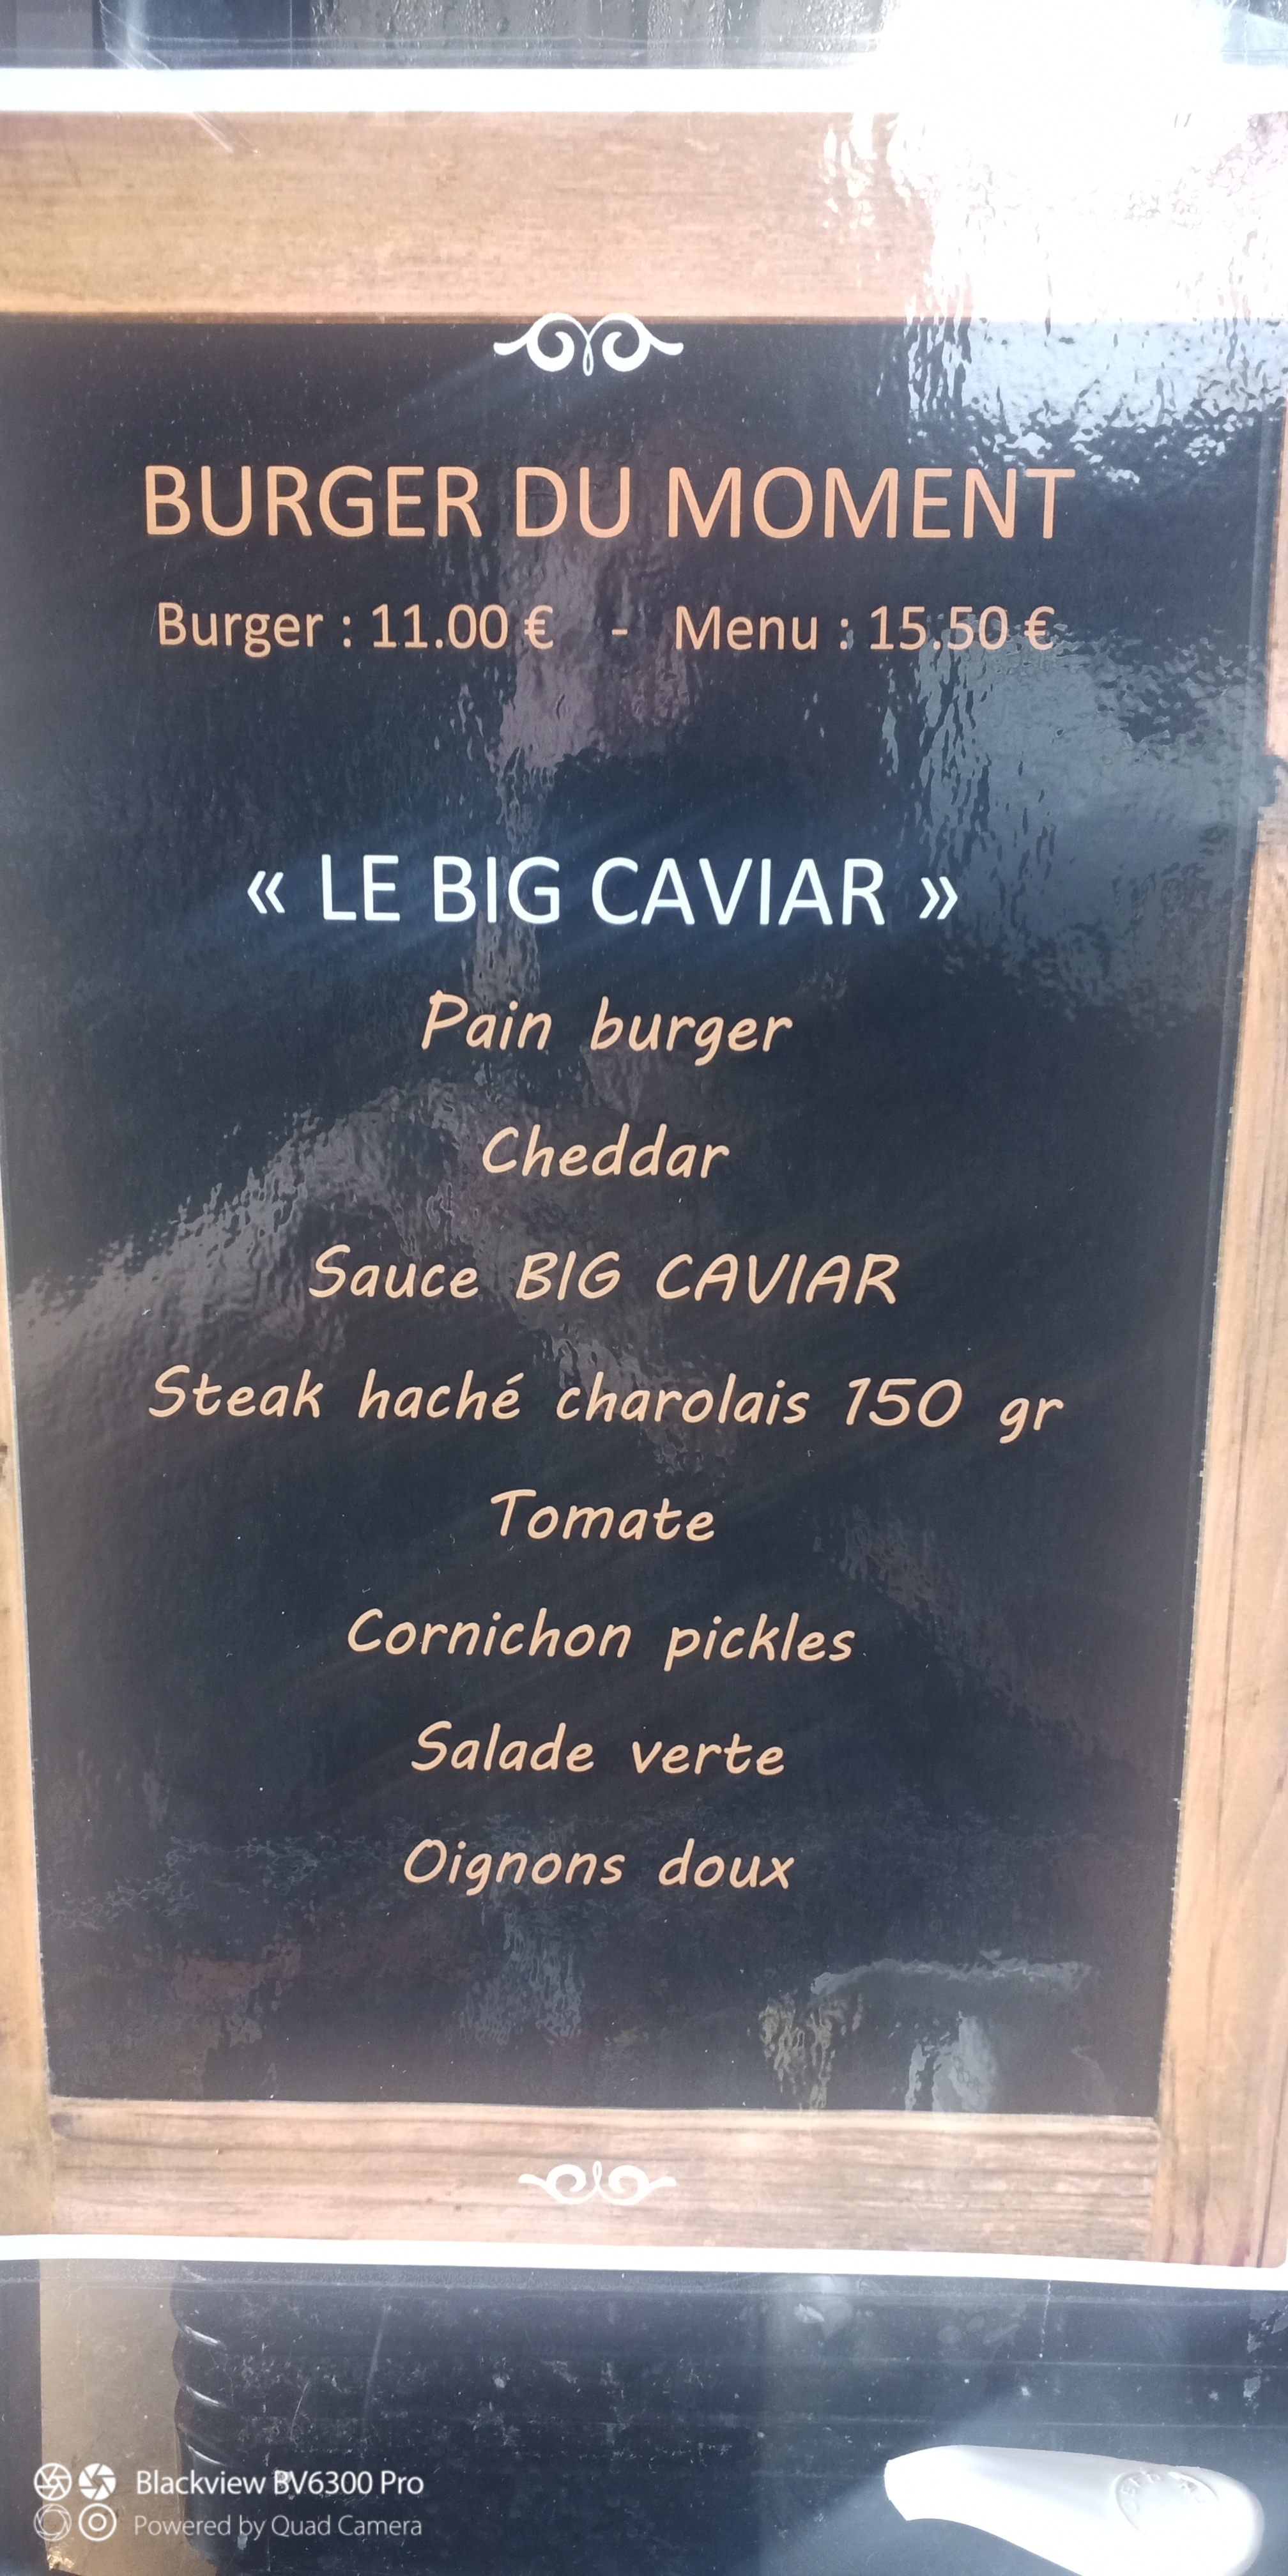 BURGER DU MOMENT
Burger : 11.00 € - Menu : 15.50 €
« LE BIG CAVIAR »
Pain burger
Cheddar
Sauce BIG CAVIAR
Steak haché charolais 150 gr
Tomate
Cornichon pickles
Salade verte
Oignons doux
Blackview BV6300 Pro
Powered by Quad Camera